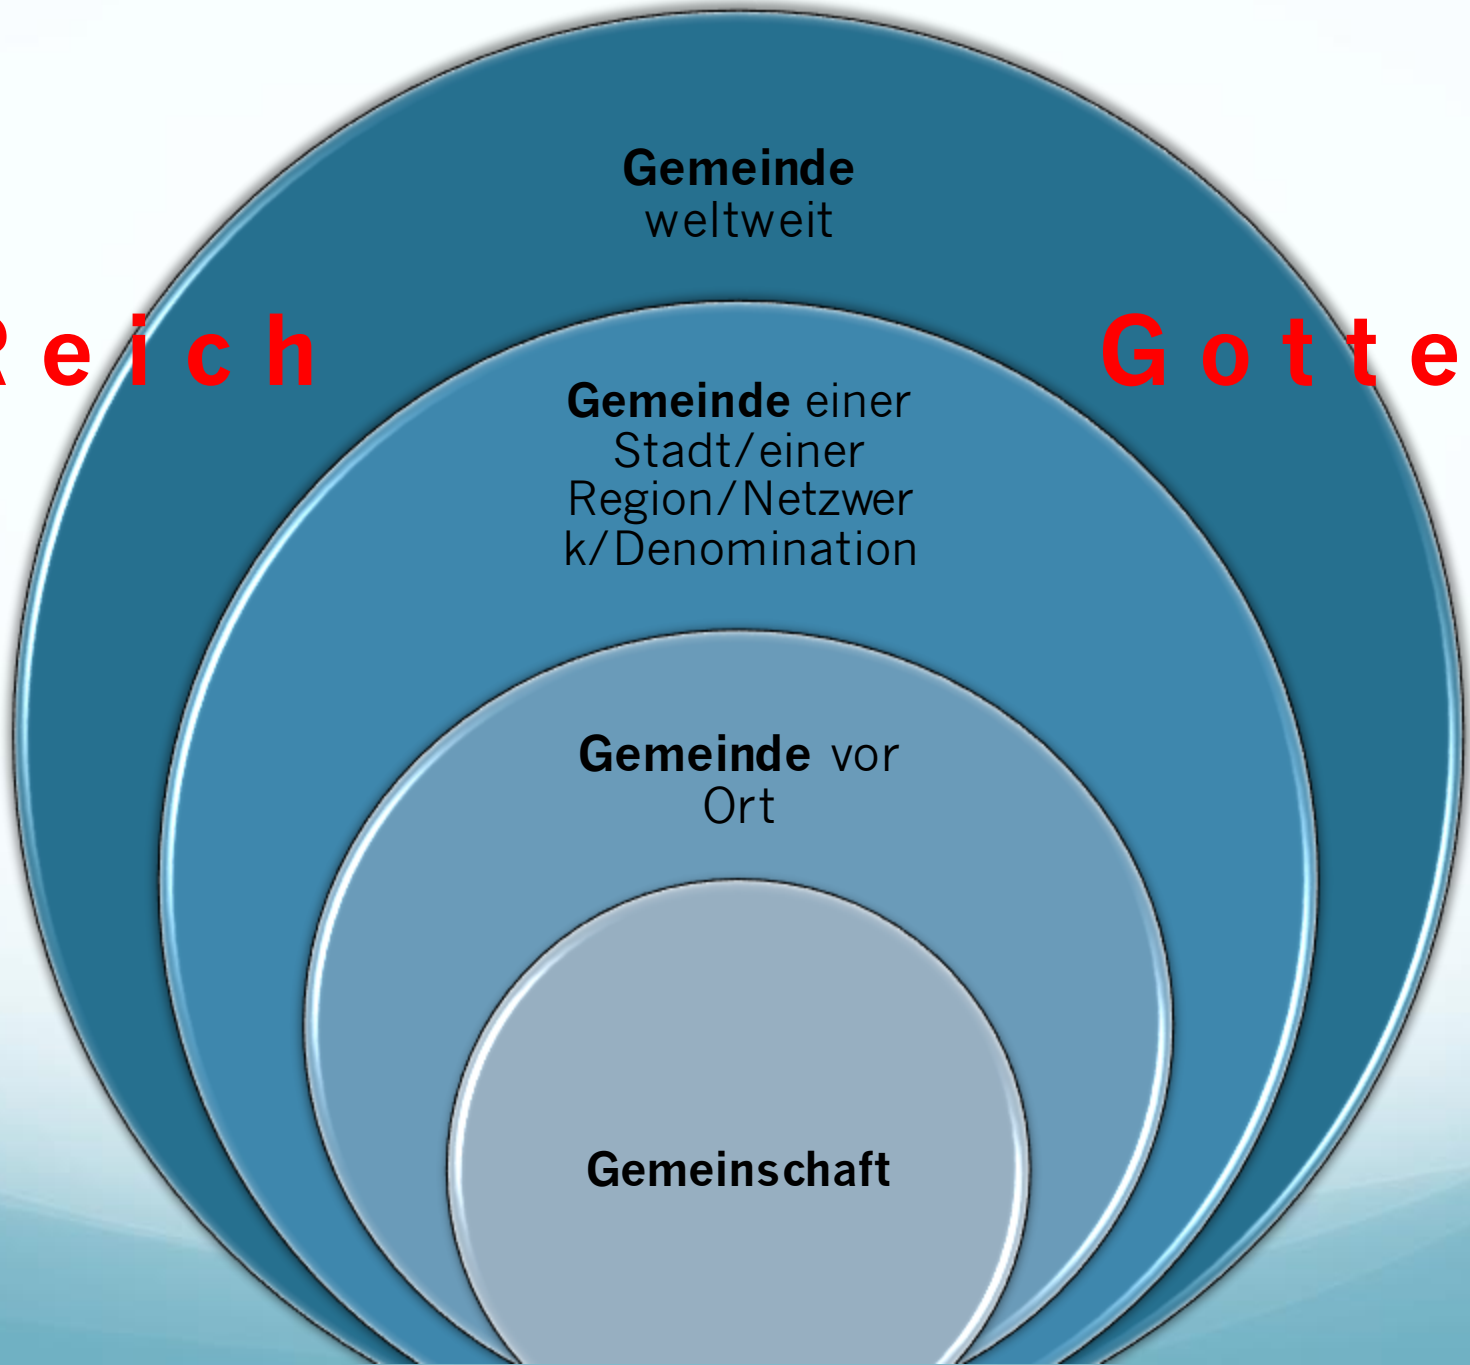 Gemeinde
weltweit
Reich Gotte
Gemeinde einer
Stadt/einer
Region/Netzwer
k/Denomination
Gemeinde vor
Ort
Gemeinschaft